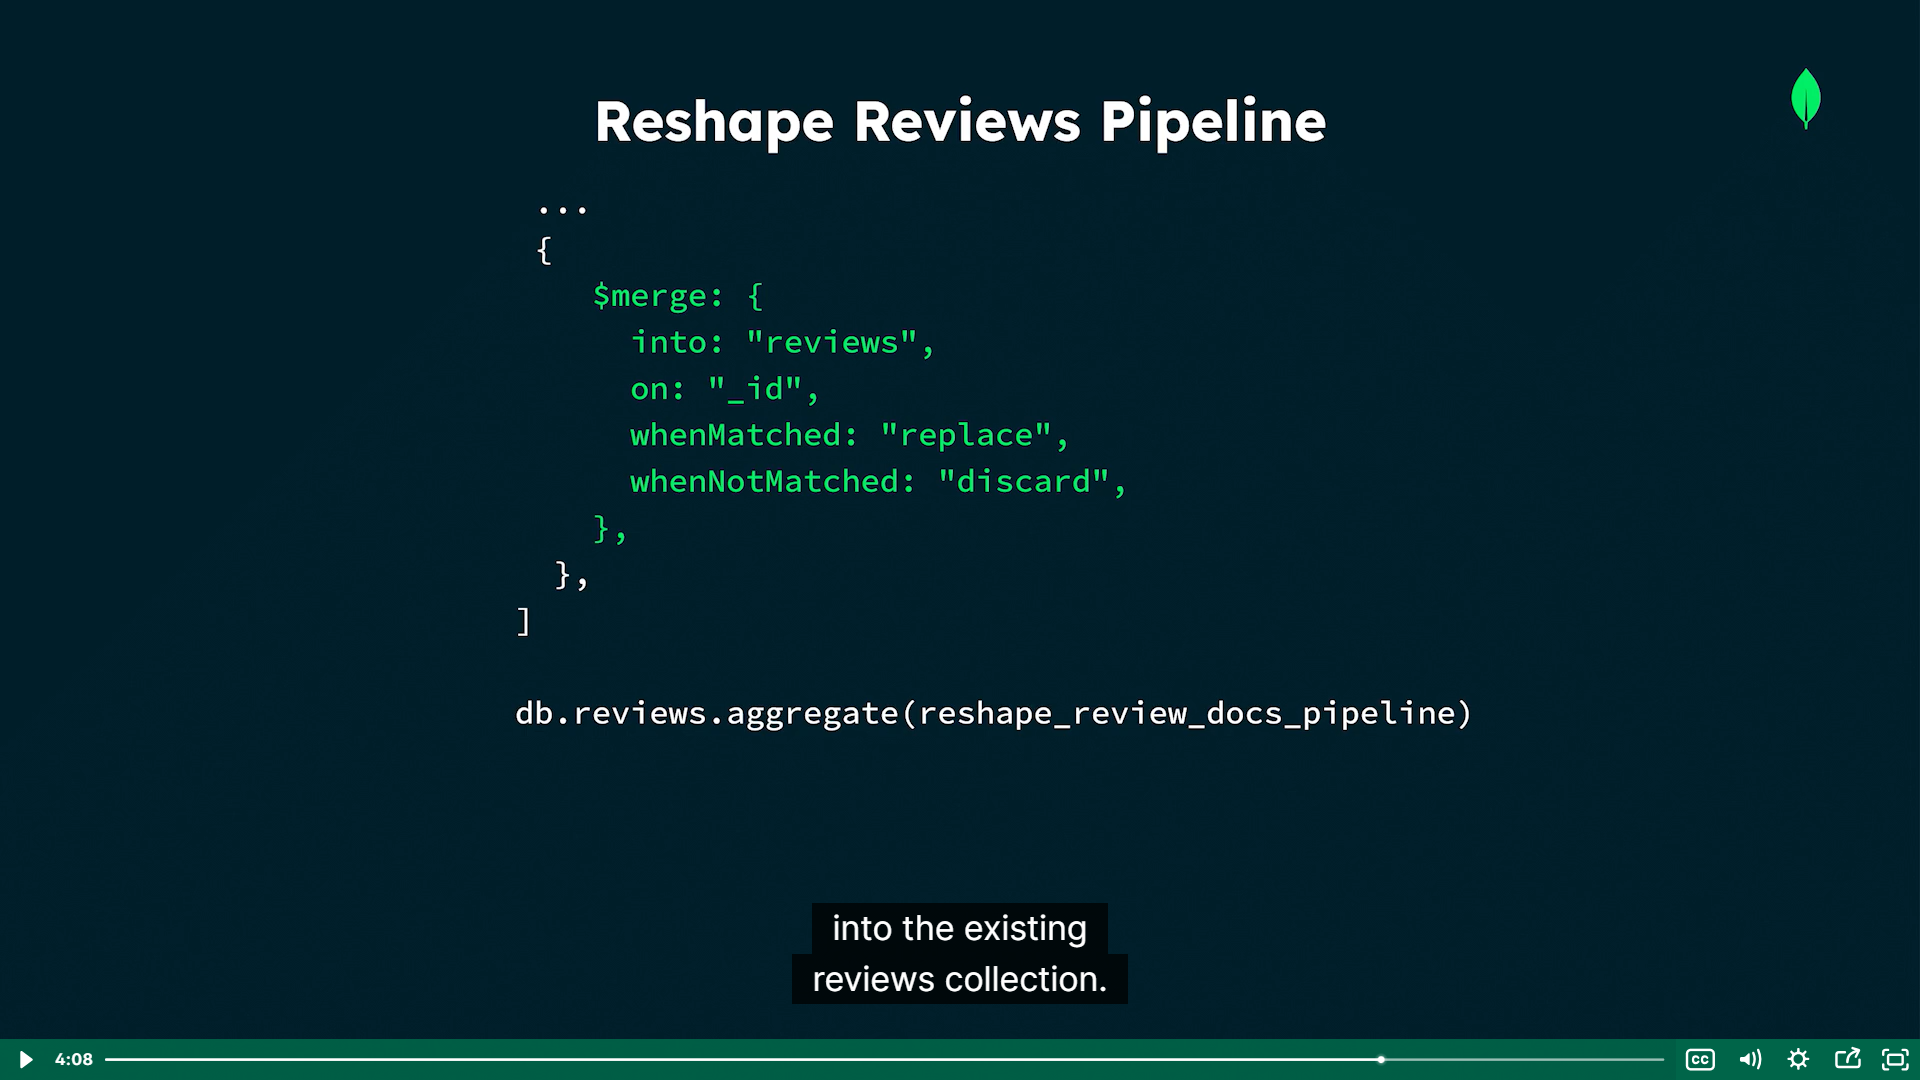 Reshape Reviews Pipeline
...
{
$merge: {
into: "reviews",
on: "_id",
whenMatched: "replace",
whenNotMatched: "discard",
},
},
]
db.reviews.aggregate(reshape_review_docs_pipeline)
into the existing
reviews collection.
4:08
CC